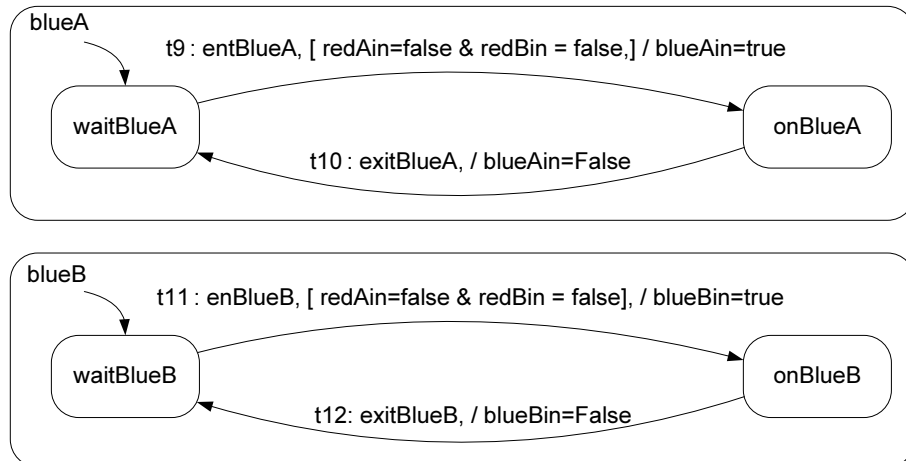 blueA
t9 : entBlueA, [ redAin=false & redBin = false,] / blueAin=true
waitBlueA
onBlueA
t10 : exitBlueA, / blueAin=False
blueB
t11 : enBlueB, [ redAin=false & redBin = false], / blueBin=true
waitBlueB
onBlueB
t12: exitBlueB, / blueBin=False